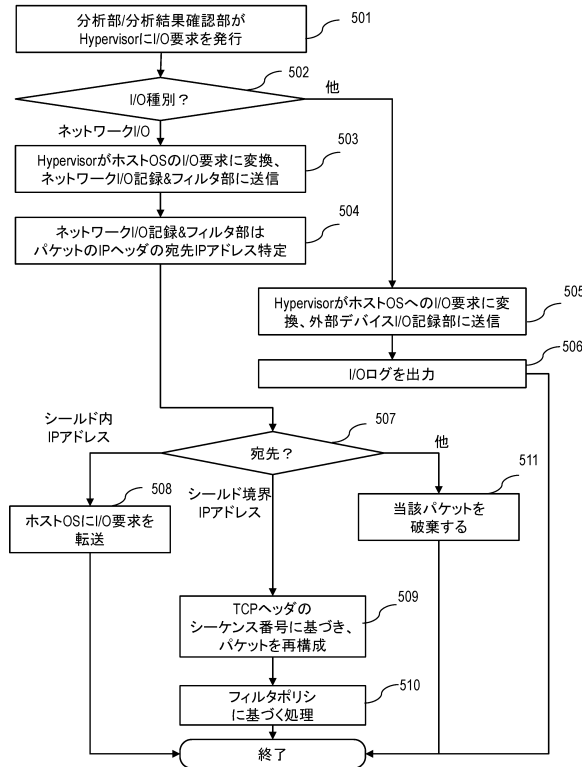 分析部/分析結果確認部が
HypervisorにI/O要求を発行
501
502
I/O種別？
他
ネットワークI/O
503
HypervisorがホストOSのI/O要求に変換、
ネットワークI/O記録&フィルタ部に送信
504
ネットワークI/O記録&フィルタ部は
パケットのIPヘッダの宛先IPアドレス特定
505
HypervisorがホストOSへのI/O要求に変
換、外部デバイスI/O記録部に送信
506
I/Oログを出力
シールド内
IPアドレス
507
宛先？
他
508
シールド境界
IPアドレス
511
ホストOSにI/O要求を
転送
当該パケットを
破棄する
509
TCPヘッダの
シーケンス番号に基づき、
パケットを再構成
510
フィルタポリシ
に基づく処理
終了